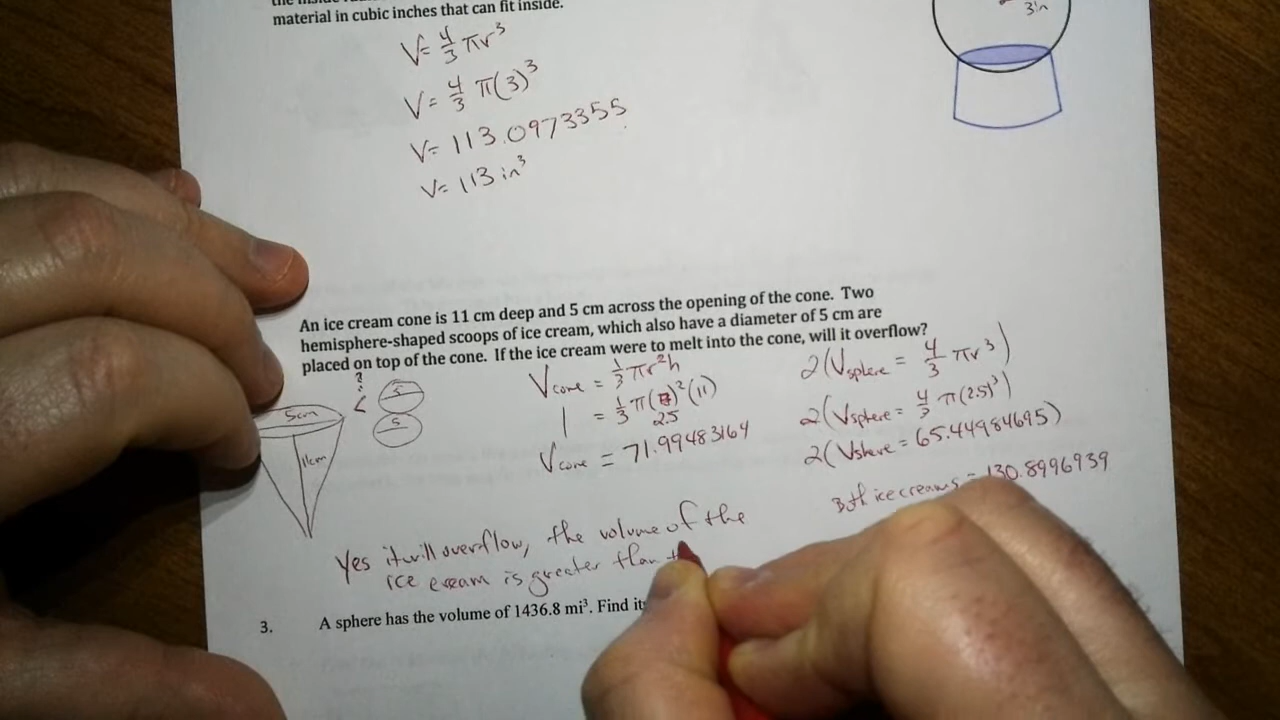 material in cubic inches that can fit inside.
3in
V= 4/3 πr³
V= 4/3 π(3)³
V= 113.0973355
V= 113 in³
An ice cream cone is 11 cm deep and 5 cm across the opening of the cone. Two
hemisphere-shaped scoops of ice cream, which also have a diameter of 5 cm are
placed on top of the cone. If the ice cream were to melt into the cone, will it overflow?
?
<
5
5
5cm
11cm
Vcone = 1/3 πr²h
= 1/3 π( )²(11)
2.5
Vcone = 71.99483164
2(Vsphere = 4/3 πr³)
2(Vsphere = 4/3 π(2.5)³)
2(Vshere = 65.44984695)
Both icecreams = 130.8996939
Yes it will overflow, the volume of the
ice cream is greater than t
3. A sphere has the volume of 1436.8 mi³. Find it